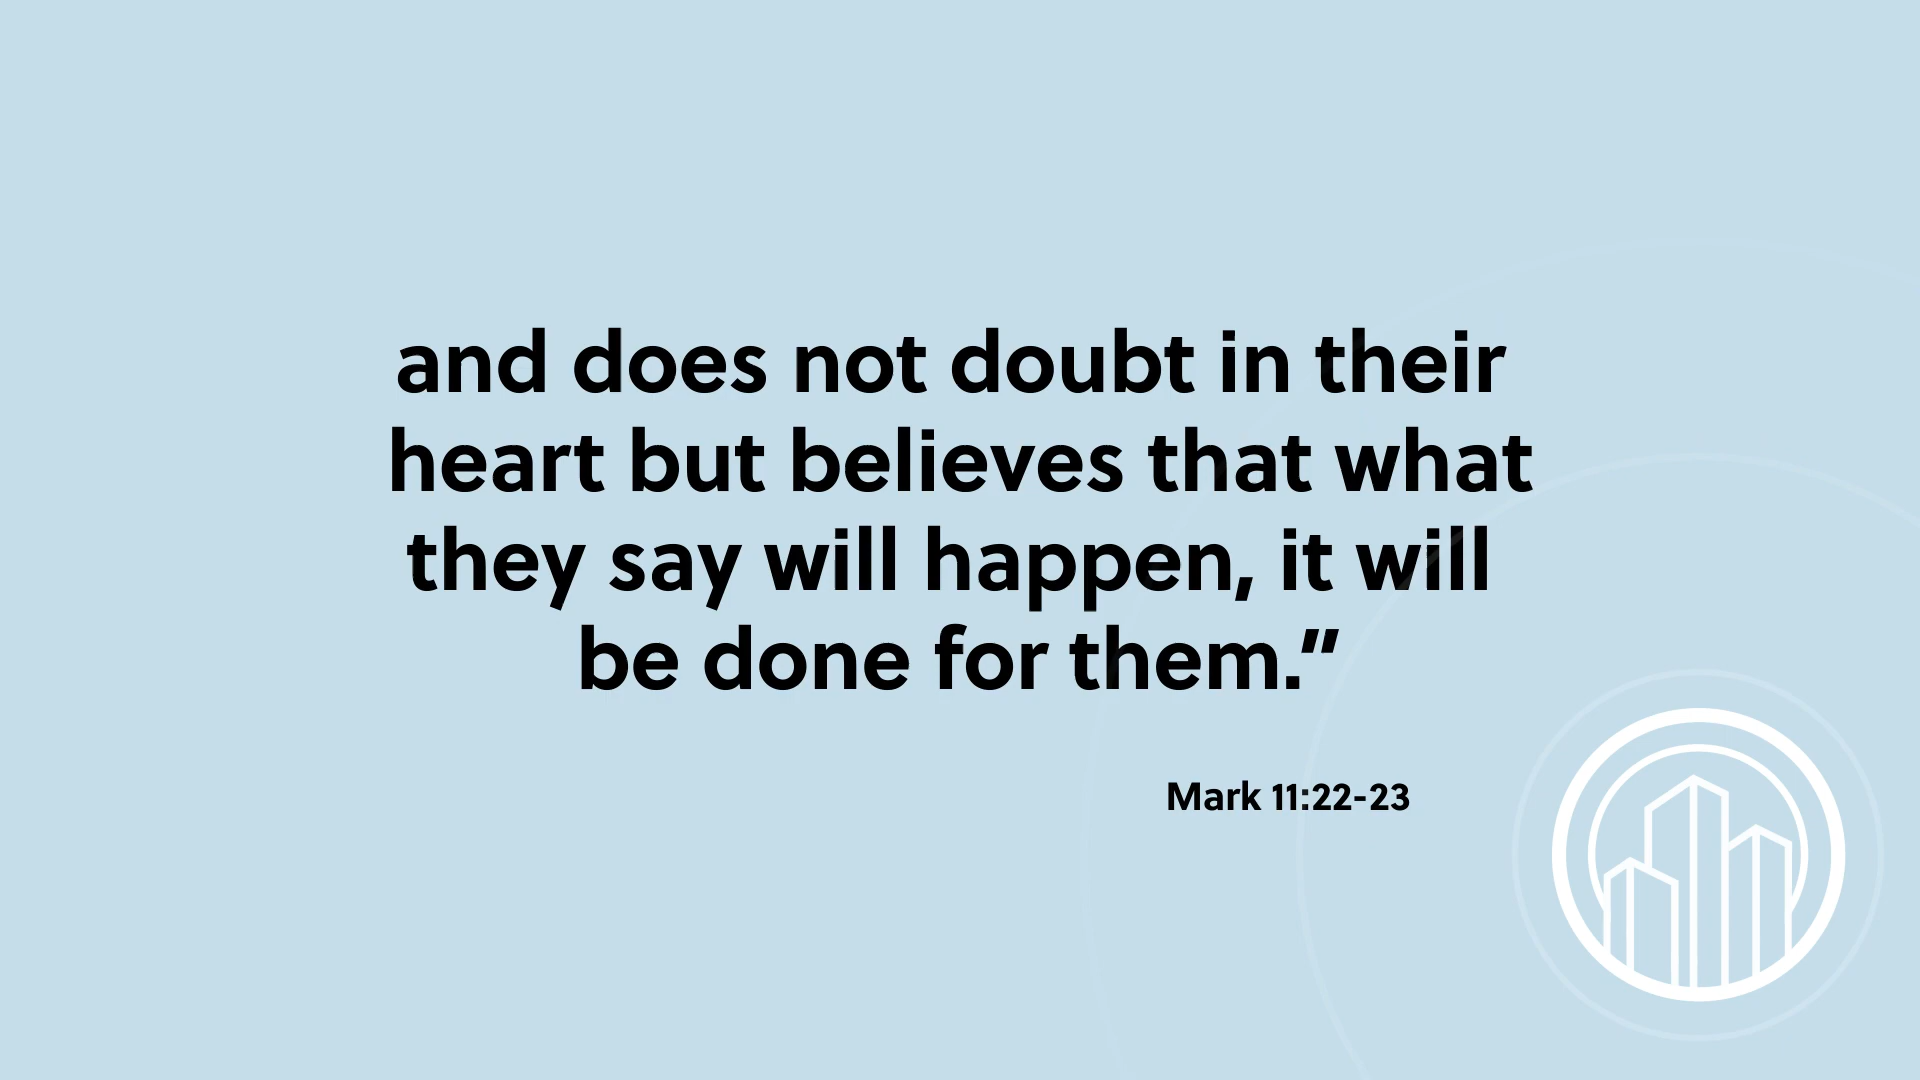 and does not doubt in their
heart but believes that what
they say will happen, it will
be done for them.”
Mark 11:22-23